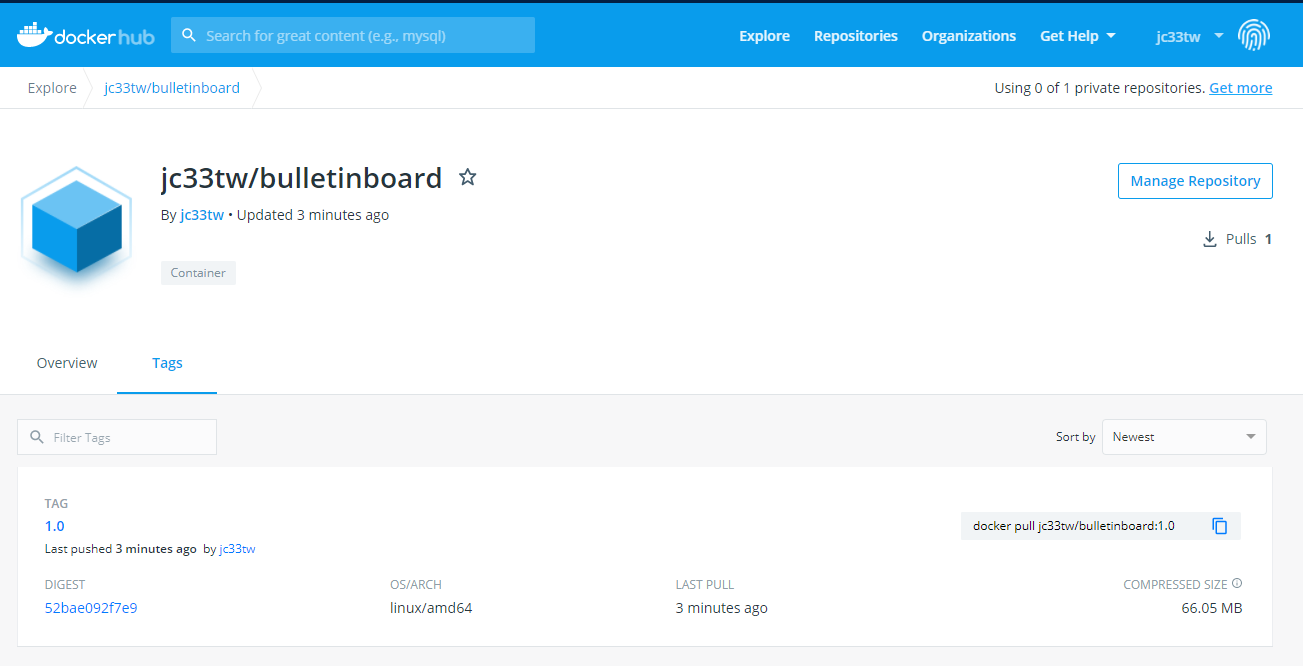 docker hub
Search for great content (e.g., mysql)
Explore Repositories Organizations Get Help jc33tw
Explore jc33tw/bulletinboard
Using 0 of 1 private repositories. Get more
jc33tw/bulletinboard
Manage Repository
By jc33tw • Updated 3 minutes ago
Pulls 1
Container
Overview Tags
Filter Tags
Sort by Newest
TAG
1.0
docker pull jc33tw/bulletinboard:1.0
Last pushed 3 minutes ago by jc33tw
DIGEST OS/ARCH LAST PULL COMPRESSED SIZE
52bae092f7e9 linux/amd64 3 minutes ago 66.05 MB